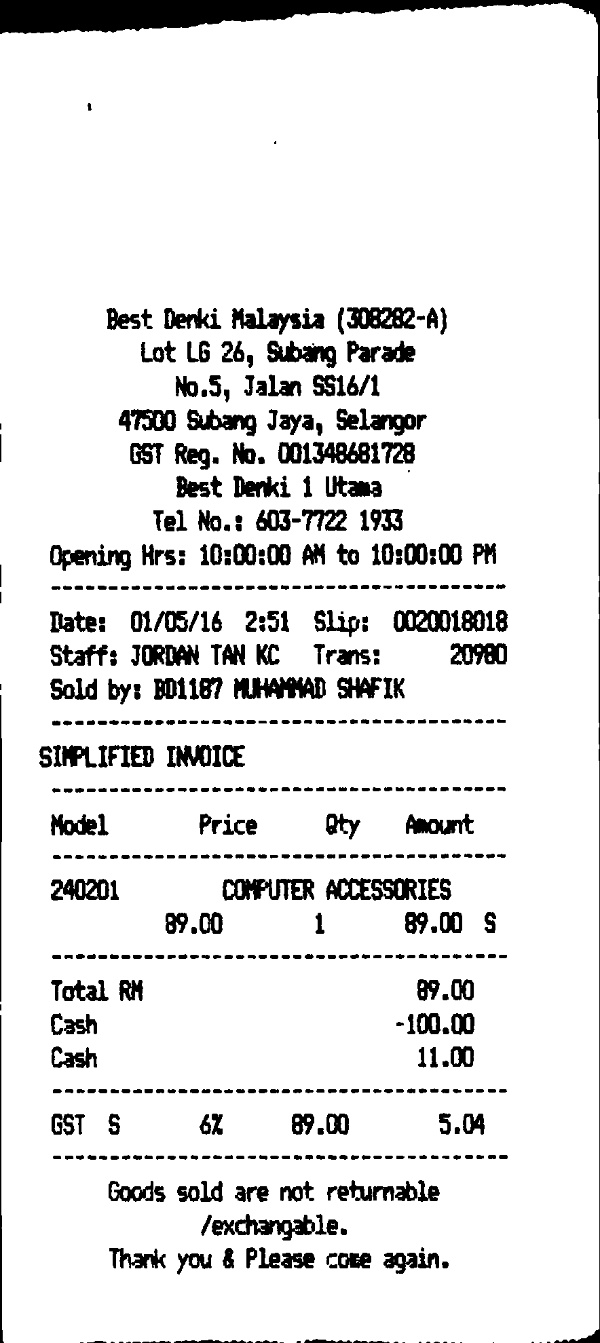 Best Denki Malaysia (308282-A)
Lot LG 26, Subang Parade
No.5, Jalan SS16/1
47500 Subang Jaya, Selangor
GST Reg. No. 001348681728
Best Denki 1 Utama
Tel No.: 603-7722 1933
Opening Hrs: 10:00:00 AM to 10:00:00 PM
Date: 01/05/16 2:51 Slip: 0020018018
Staff: JORDAN TAN KC Trans: 20980
Sold by: BD1187 MUHAMMAD SHAFIK
SIMPLIFIED INVOICE
Model Price Qty Amount
240201 COMPUTER ACCESSORIES
89.00 1 89.00 S
Total RM 89.00
Cash -100.00
Cash 11.00
GST S 6% 89.00 5.04
Goods sold are not returnable
/exchangable.
Thank you & Please come again.